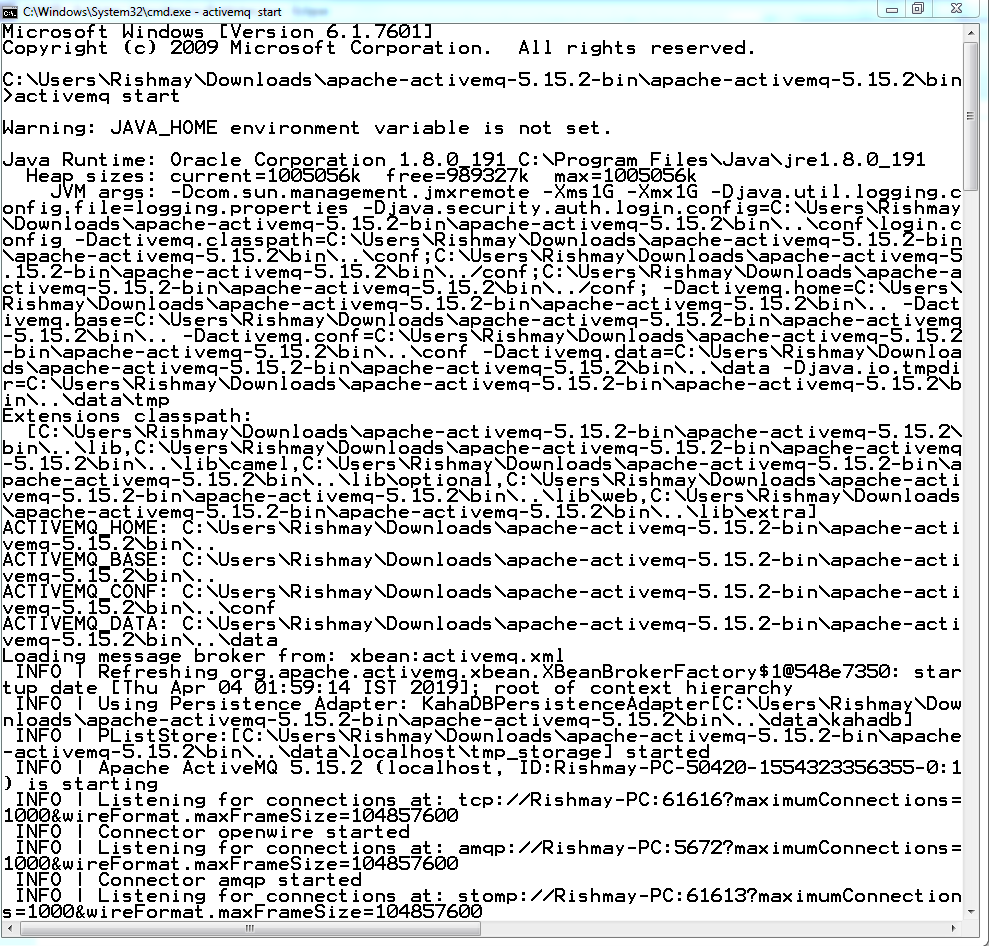 C:\Windows\System32\cmd.exe - activemq  start
Microsoft Windows [Version 6.1.7601]
Copyright (c) 2009 Microsoft Corporation.  All rights reserved.
C:\Users\Rishmay\Downloads\apache-activemq-5.15.2-bin\apache-activemq-5.15.2\bin
>activemq start
Warning: JAVA_HOME environment variable is not set.
Java Runtime: Oracle Corporation 1.8.0_191 C:\Program Files\Java\jre1.8.0_191
  Heap sizes: current=1005056k  free=989327k  max=1005056k
    JVM args: -Dcom.sun.management.jmxremote -Xms1G -Xmx1G -Djava.util.logging.c
onfig.file=logging.properties -Djava.security.auth.login.config=C:\Users\Rishmay
\Downloads\apache-activemq-5.15.2-bin\apache-activemq-5.15.2\bin\..\conf\login.c
onfig -Dactivemq.classpath=C:\Users\Rishmay\Downloads\apache-activemq-5.15.2-bin
\apache-activemq-5.15.2\bin\..\conf;C:\Users\Rishmay\Downloads\apache-activemq-5
.15.2-bin\apache-activemq-5.15.2\bin\../conf;C:\Users\Rishmay\Downloads\apache-a
ctivemq-5.15.2-bin\apache-activemq-5.15.2\bin\../conf; -Dactivemq.home=C:\Users\
Rishmay\Downloads\apache-activemq-5.15.2-bin\apache-activemq-5.15.2\bin\.. -Dact
ivemq.base=C:\Users\Rishmay\Downloads\apache-activemq-5.15.2-bin\apache-activemq
-5.15.2\bin\.. -Dactivemq.conf=C:\Users\Rishmay\Downloads\apache-activemq-5.15.2
-bin\apache-activemq-5.15.2\bin\..\conf -Dactivemq.data=C:\Users\Rishmay\Downloa
ds\apache-activemq-5.15.2-bin\apache-activemq-5.15.2\bin\..\data -Djava.io.tmpdi
r=C:\Users\Rishmay\Downloads\apache-activemq-5.15.2-bin\apache-activemq-5.15.2\b
in\..\data\tmp
Extensions classpath:
  [C:\Users\Rishmay\Downloads\apache-activemq-5.15.2-bin\apache-activemq-5.15.2\
bin\..\lib,C:\Users\Rishmay\Downloads\apache-activemq-5.15.2-bin\apache-activemq
-5.15.2\bin\..\lib\camel,C:\Users\Rishmay\Downloads\apache-activemq-5.15.2-bin\a
pache-activemq-5.15.2\bin\..\lib\optional,C:\Users\Rishmay\Downloads\apache-acti
vemq-5.15.2-bin\apache-activemq-5.15.2\bin\..\lib\web,C:\Users\Rishmay\Downloads
\apache-activemq-5.15.2-bin\apache-activemq-5.15.2\bin\..\lib\extra]
ACTIVEMQ_HOME: C:\Users\Rishmay\Downloads\apache-activemq-5.15.2-bin\apache-acti
vemq-5.15.2\bin\..
ACTIVEMQ_BASE: C:\Users\Rishmay\Downloads\apache-activemq-5.15.2-bin\apache-acti
vemq-5.15.2\bin\..
ACTIVEMQ_CONF: C:\Users\Rishmay\Downloads\apache-activemq-5.15.2-bin\apache-acti
vemq-5.15.2\bin\..\conf
ACTIVEMQ_DATA: C:\Users\Rishmay\Downloads\apache-activemq-5.15.2-bin\apache-acti
vemq-5.15.2\bin\..\data
Loading message broker from: xbean:activemq.xml
 INFO | Refreshing org.apache.activemq.xbean.XBeanBrokerFactory$1@548e7350: star
tup date [Thu Apr 04 01:59:14 IST 2019]; root of context hierarchy
 INFO | Using Persistence Adapter: KahaDBPersistenceAdapter[C:\Users\Rishmay\Dow
nloads\apache-activemq-5.15.2-bin\apache-activemq-5.15.2\bin\..\data\kahadb]
 INFO | PListStore:[C:\Users\Rishmay\Downloads\apache-activemq-5.15.2-bin\apache
-activemq-5.15.2\bin\..\data\localhost\tmp_storage] started
 INFO | Apache ActiveMQ 5.15.2 (localhost, ID:Rishmay-PC-50420-1554323356355-0:1
) is starting
 INFO | Listening for connections at: tcp://Rishmay-PC:61616?maximumConnections=
1000&wireFormat.maxFrameSize=104857600
 INFO | Connector openwire started
 INFO | Listening for connections at: amqp://Rishmay-PC:5672?maximumConnections=
1000&wireFormat.maxFrameSize=104857600
 INFO | Connector amqp started
 INFO | Listening for connections at: stomp://Rishmay-PC:61613?maximumConnection
s=1000&wireFormat.maxFrameSize=104857600